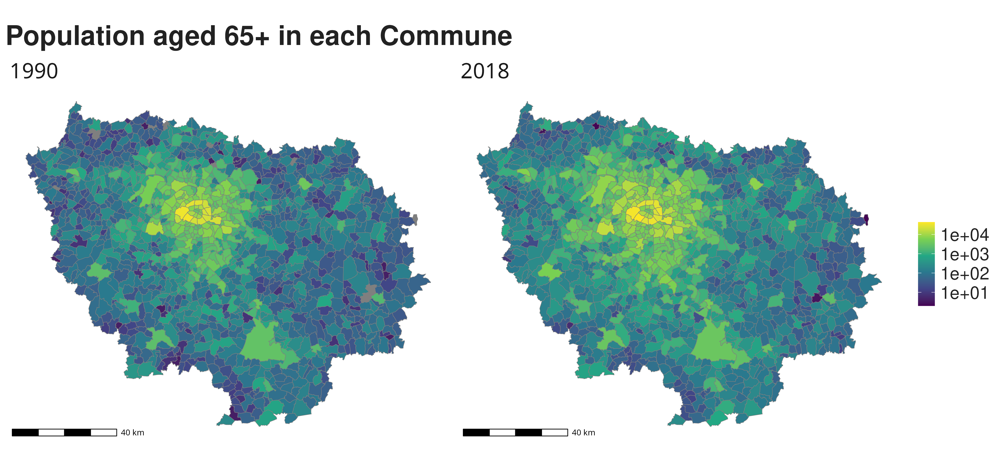 Population aged 65+ in each Commune
1990
2018
1e+04
1e+03
1e+02
1e+01
40 km
40 km